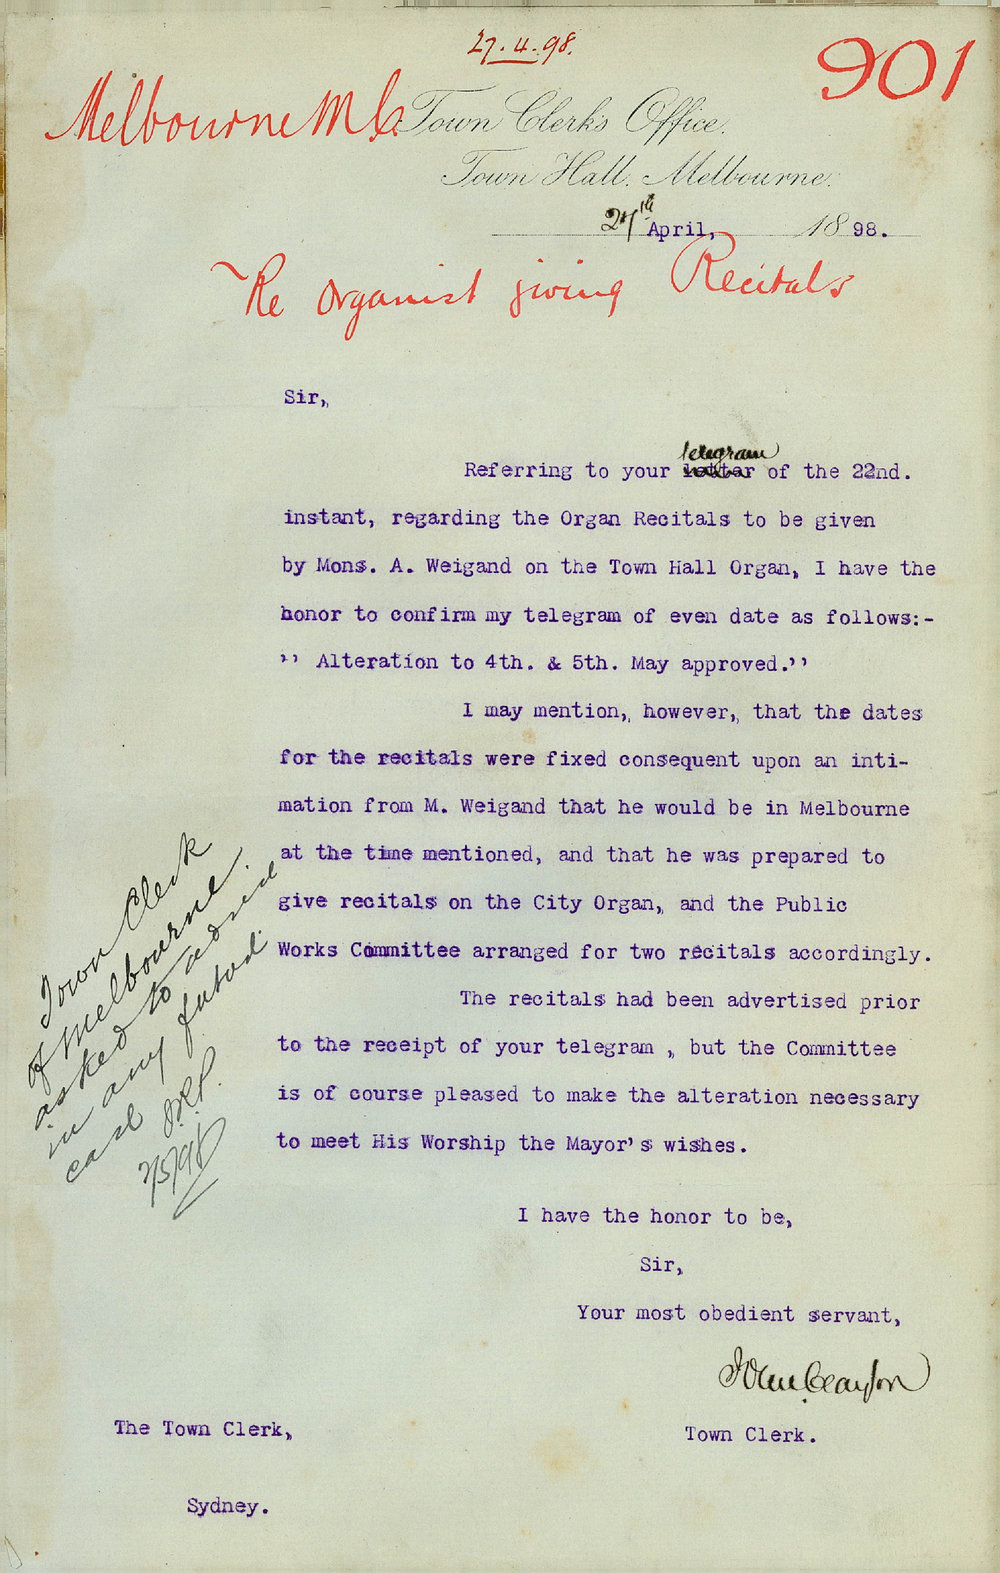 27.4.98.
901
Melbourne M C.
Town Clerk's Office.
Town Hall. Melbourne.
27th April, 1898.
Re Organist giving Recitals
Sir,
telegram
Referring to your letter of the 22nd.
instant, regarding the Organ Recitals to be given
by Mons. A. Weigand on the Town Hall Organ, I have the
honor to confirm my telegram of even date as follows:-
'' Alteration to 4th. & 5th. May approved.''
I may mention, however, that the dates
for the recitals were fixed consequent upon an inti-
mation from M. Weigand that he would be in Melbourne
at the time mentioned, and that he was prepared to
give recitals on the City Organ, and the Public
Works Committee arranged for two recitals accordingly.
The recitals had been advertised prior
to the receipt of your telegram , but the Committee
is of course pleased to make the alteration necessary
to meet His Worship the Mayor's wishes.
Town Clerk
of Melbourne.
asked to advise
in any future
case
2/5/98
I have the honor to be,
Sir,
Your most obedient servant,
John Clayton
Town Clerk.
The Town Clerk,
Sydney.